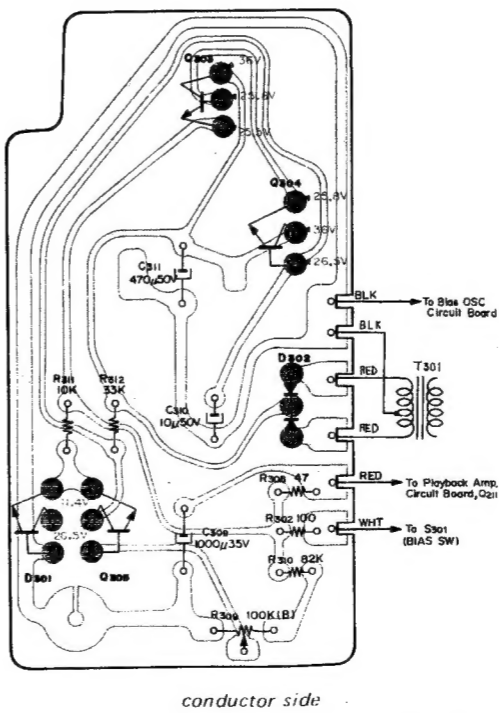 Q303
36V
25.8V
25.5V
Q304
25.8V
36V
26.5V
C311
470μ50V
BLK
To Bias OSC
Circuit Board
BLK
D302
RED
T301
R311
10K
R312
33K
C310
10μ50V
RED
R308 47
RED
To Playback Amp.
Circuit Board, Q211
11.4V
20.5V
C309
1000μ35V
R302 100
WHT
To S301
(BIAS SW)
D301
Q305
R310 82K
R309 100K(B)
conductor side